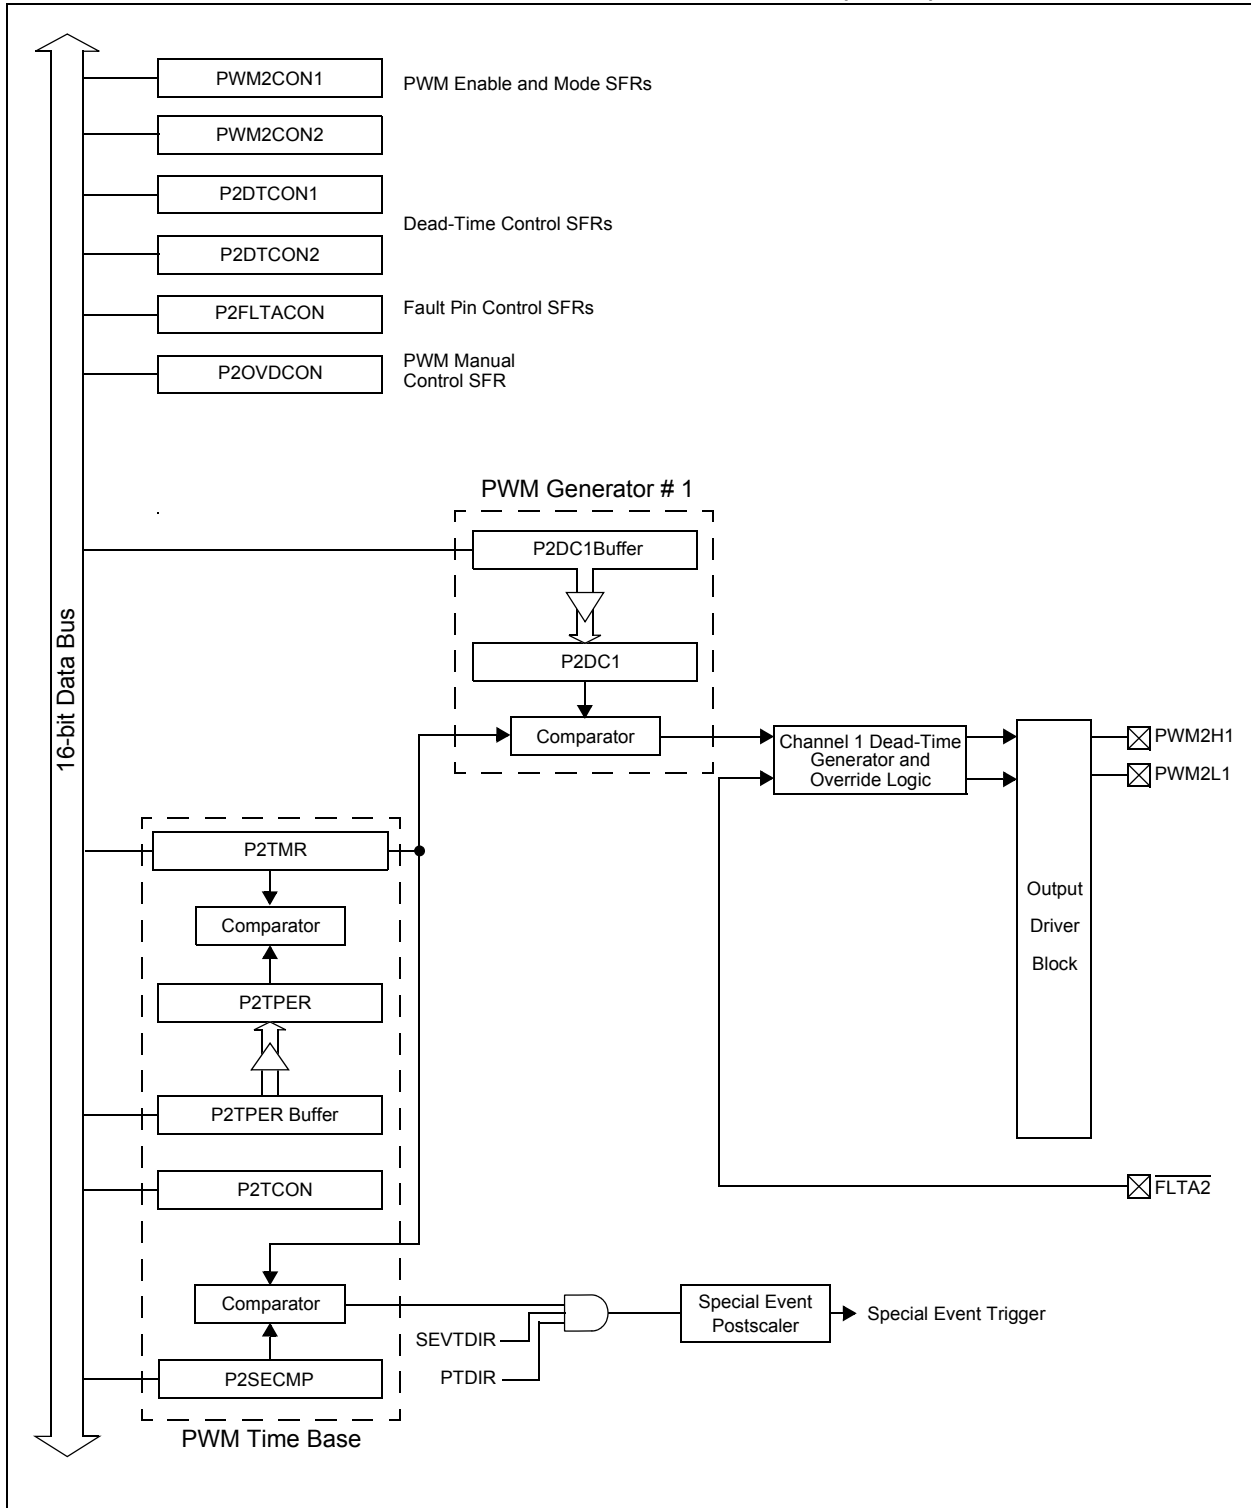 PWM2CON1
PWM Enable and Mode SFRs
PWM2CON2
P2DTCON1
Dead-Time Control SFRs
P2DTCON2
P2FLTACON
Fault Pin Control SFRs
P2OVDCON
PWM Manual
Control SFR
16-bit Data Bus
PWM Generator # 1
P2DC1Buffer
P2DC1
Comparator
Channel 1 Dead-Time
Generator and
Override Logic
PWM2H1
PWM2L1
P2TMR
Comparator
P2TPER
P2TPER Buffer
P2TCON
Output
Driver
Block
FLTA2
Comparator
SEVTDIR
PTDIR
Special Event
Postscaler
Special Event Trigger
P2SECMP
PWM Time Base